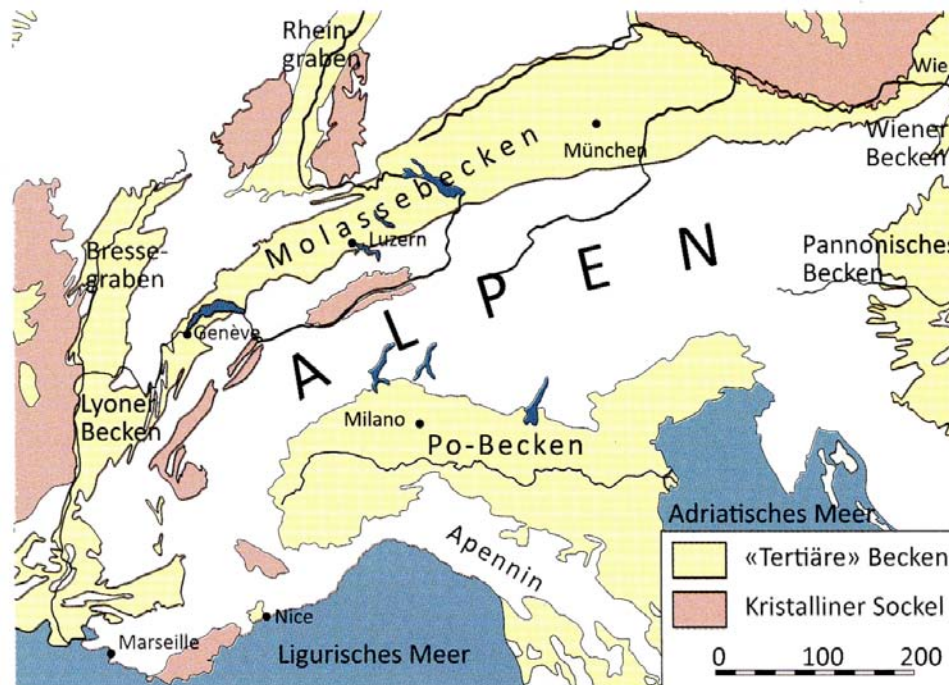 Rhein-
graben
Wie
Wiener
Becken
München
Molassebecken
Luzern
Bresse-
graben
Pannonisches
Becken
ALPEN
Genève
Lyoner
Becken
Milano
Po-Becken
Adriatisches Meer
Apennin
«Tertiäre» Becken
Kristalliner Sockel
Nice
Marseille
Ligurisches Meer
0 100 200